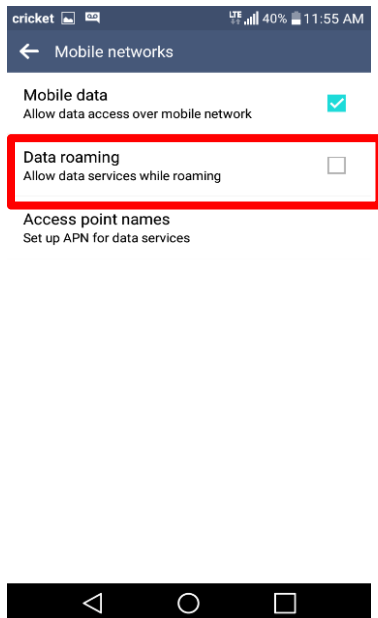 cricket LTE 40% 11:55 AM
Mobile networks
Mobile data
Allow data access over mobile network
Data roaming
Allow data services while roaming
Access point names
Set up APN for data services